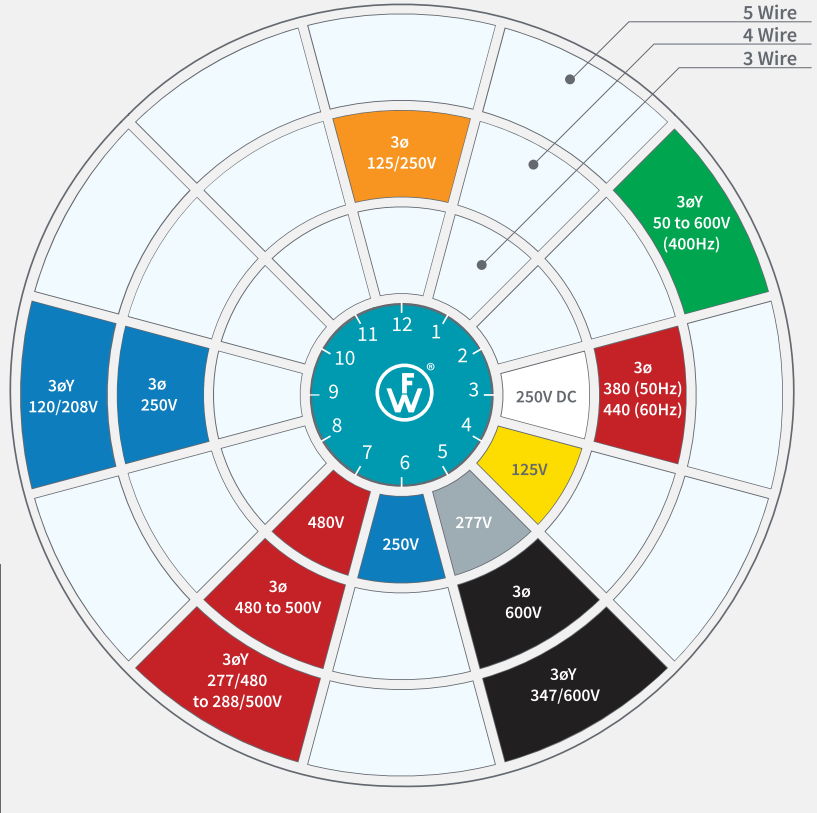 5 Wire
4 Wire
3 Wire
3ø
125/250V
3øY
50 to 600V
(400Hz)
12
11
1
10
2
9
3
8
4
7
5
6
FW
®
3øY
120/208V
3ø
250V
250V DC
3ø
380 (50Hz)
440 (60Hz)
125V
480V
250V
277V
3ø
480 to 500V
3ø
600V
3øY
277/480
to 288/500V
3øY
347/600V